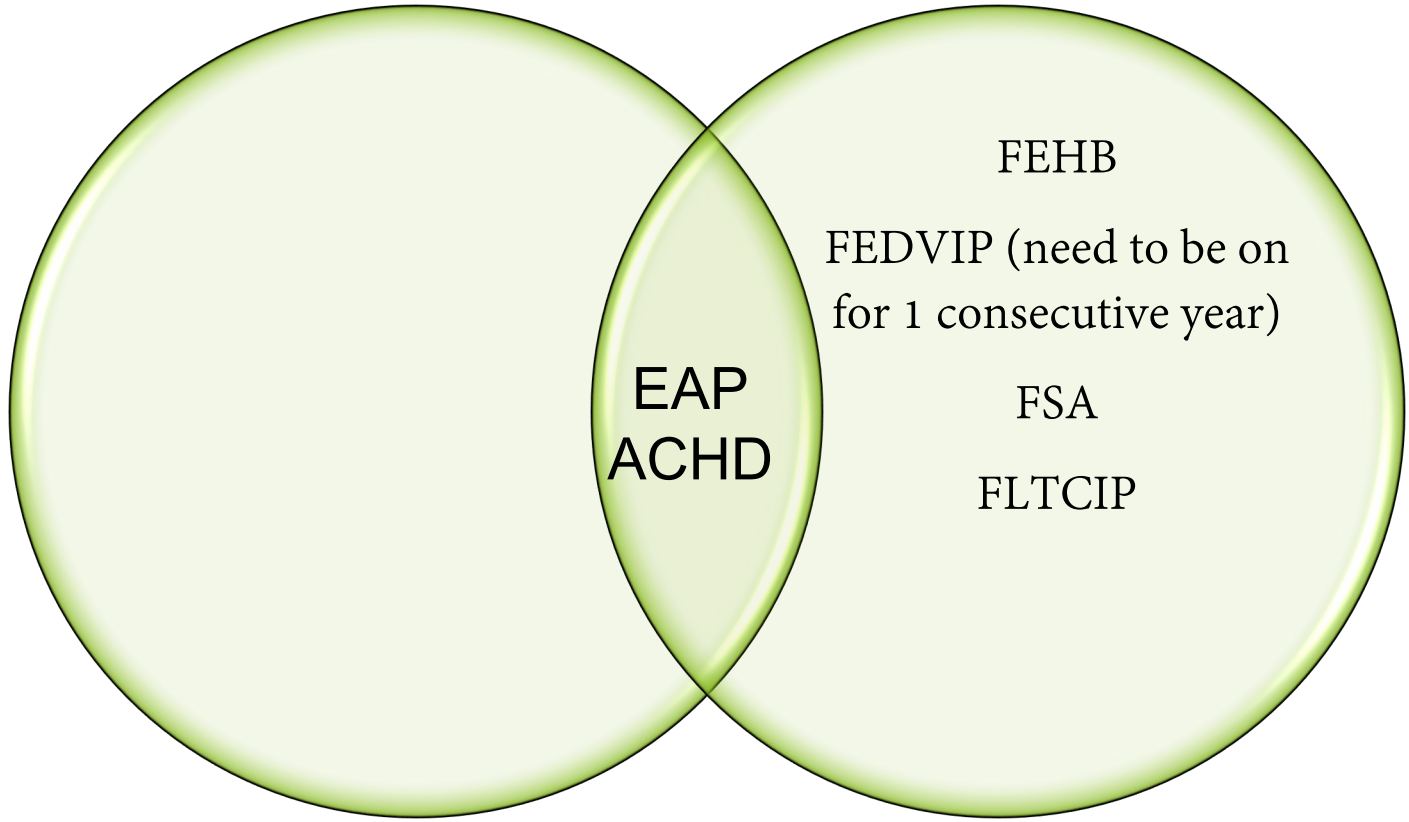 FEHB
FEDVIP (need to be on
for 1 consecutive year)
EAP
FSA
ACHD
FLTCIP